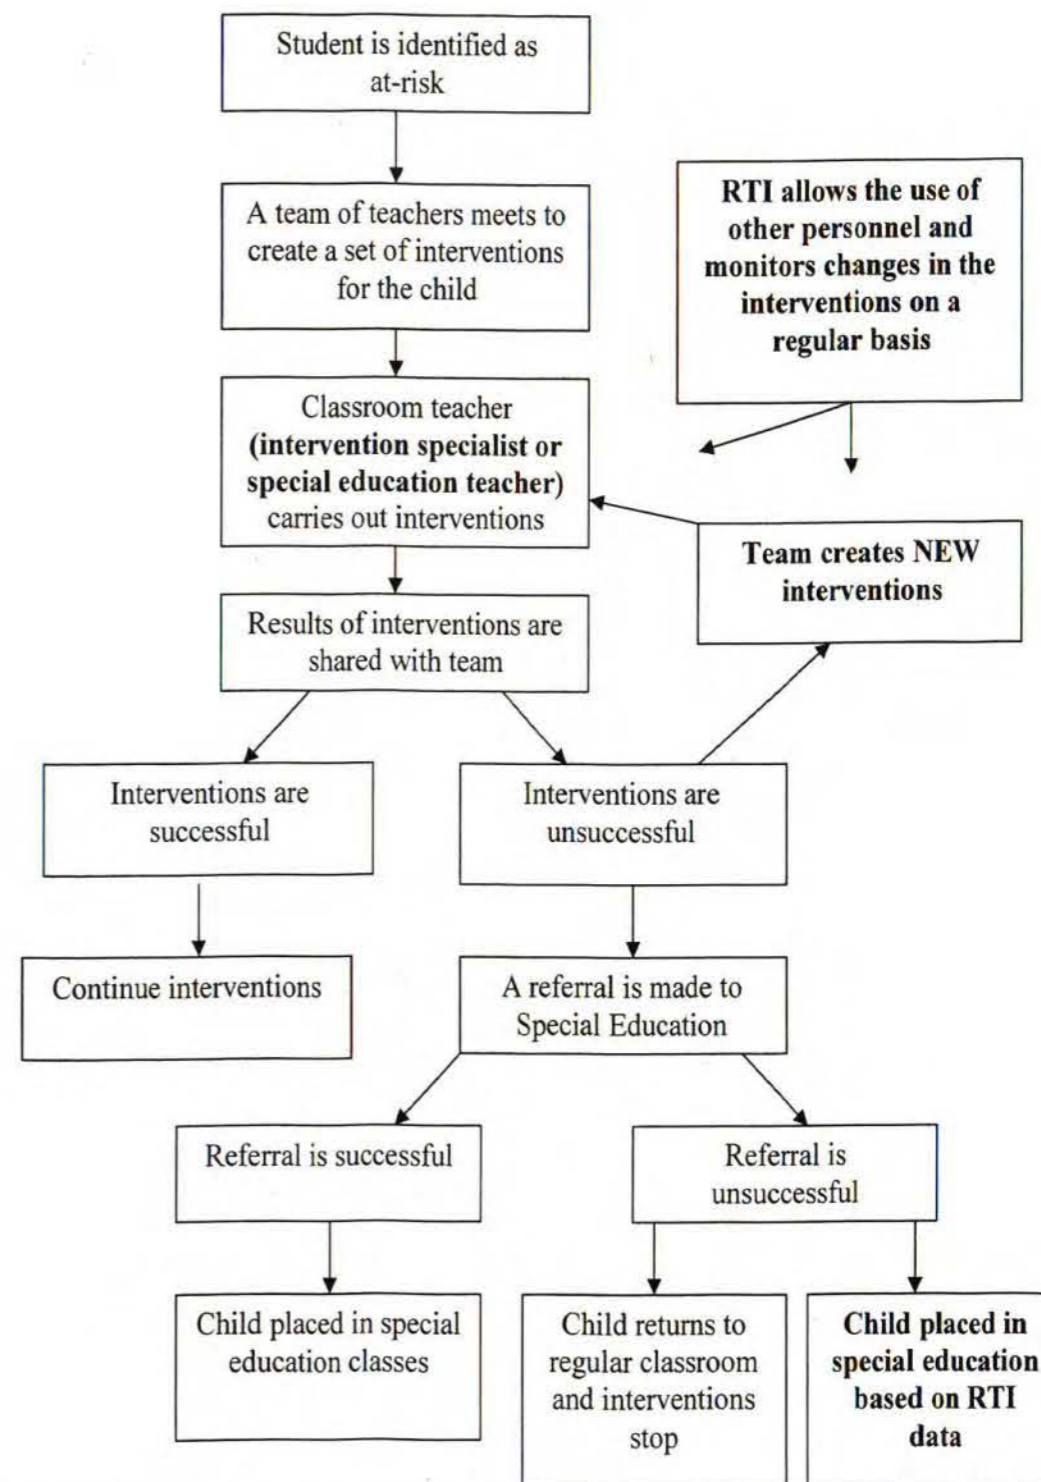 Student is identified as
at-risk
A team of teachers meets to
create a set of interventions
for the child
RTI allows the use of
other personnel and
monitors changes in the
interventions on a
regular basis
Classroom teacher
(intervention specialist or
special education teacher)
carries out interventions
Team creates NEW
interventions
Results of interventions are
shared with team
Interventions are
successful
Interventions are
unsuccessful
Continue interventions
A referral is made to
Special Education
Referral is successful
Referral is
unsuccessful
Child placed in special
education classes
Child returns to
regular classroom
and interventions
stop
Child placed in
special education
based on RTI
data